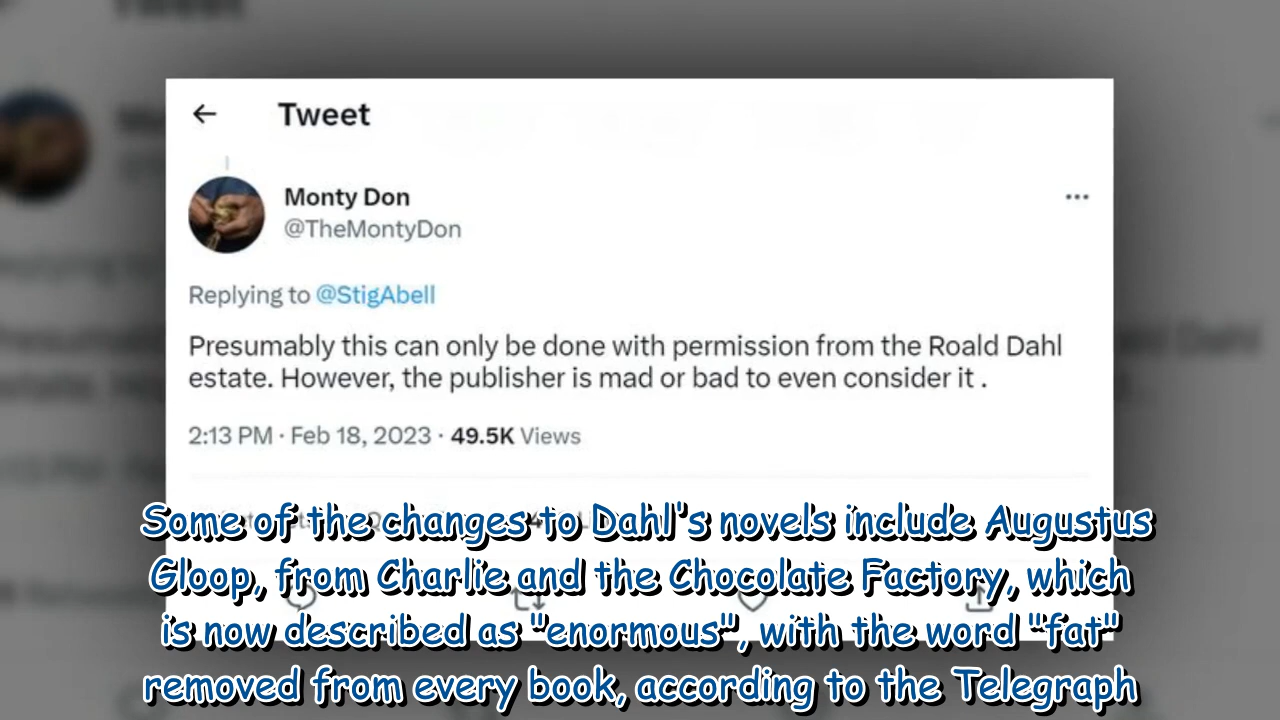 Tweet
Monty Don
@TheMontyDon
Replying to @StigAbell
Presumably this can only be done with permission from the Roald Dahl
estate. However, the publisher is mad or bad to even consider it .
2:13 PM · Feb 18, 2023 · 49.5K Views
Some of the changes to Dahl's novels include Augustus
Gloop, from Charlie and the Chocolate Factory, which
is now described as "enormous", with the word "fat"
removed from every book, according to the Telegraph